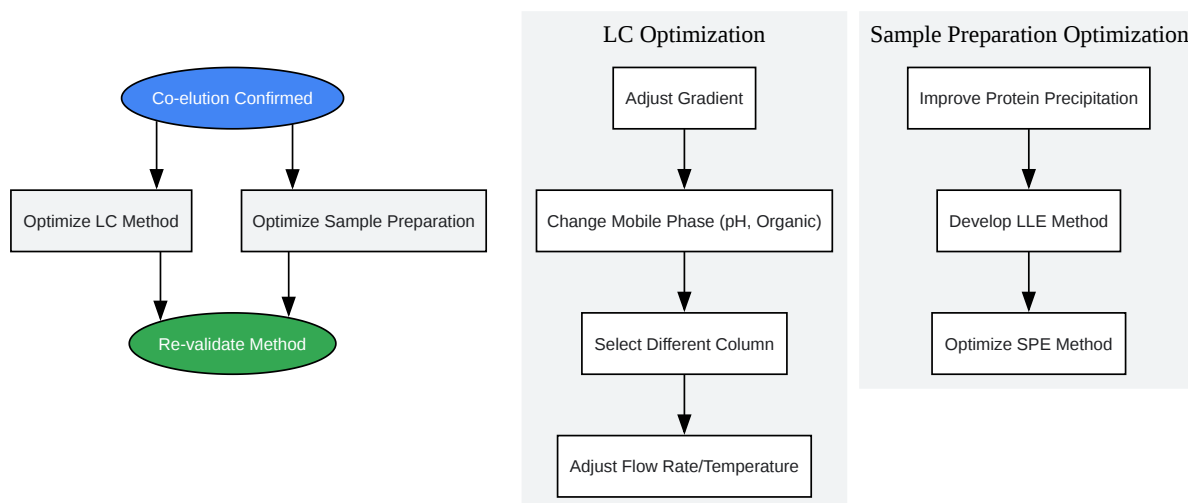 Co-elution Confirmed
Optimize LC Method
Optimize Sample Preparation
Re-validate Method
LC Optimization
Adjust Gradient
Change Mobile Phase (pH, Organic)
Select Different Column
Adjust Flow Rate/Temperature
Sample Preparation Optimization
Improve Protein Precipitation
Develop LLE Method
Optimize SPE Method